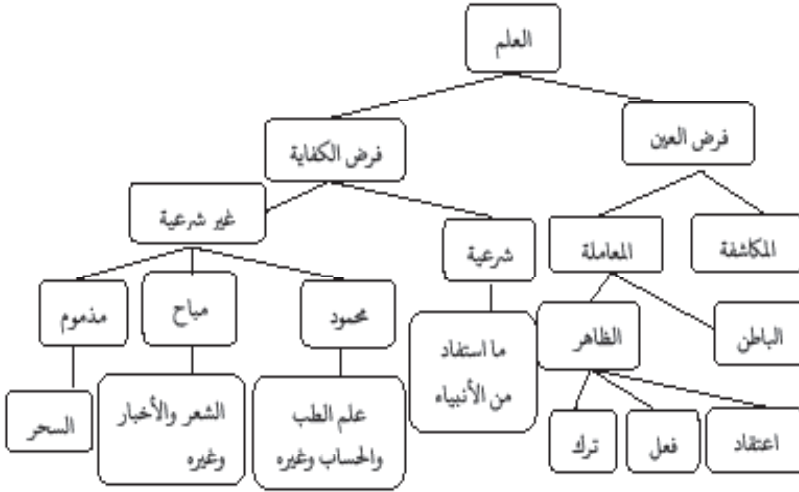 العلم
فرض العين
فرض الكفاية
المكاشفة
المعاملة
شرعية
غير شرعية
الباطن
الظاهر
ما استفاد
من الأنبياء
محمود
مباح
مذموم
اعتقاد
فعل
ترك
علم الطب
والحساب وغيره
الشعر والأخبار
وغيره
السحر